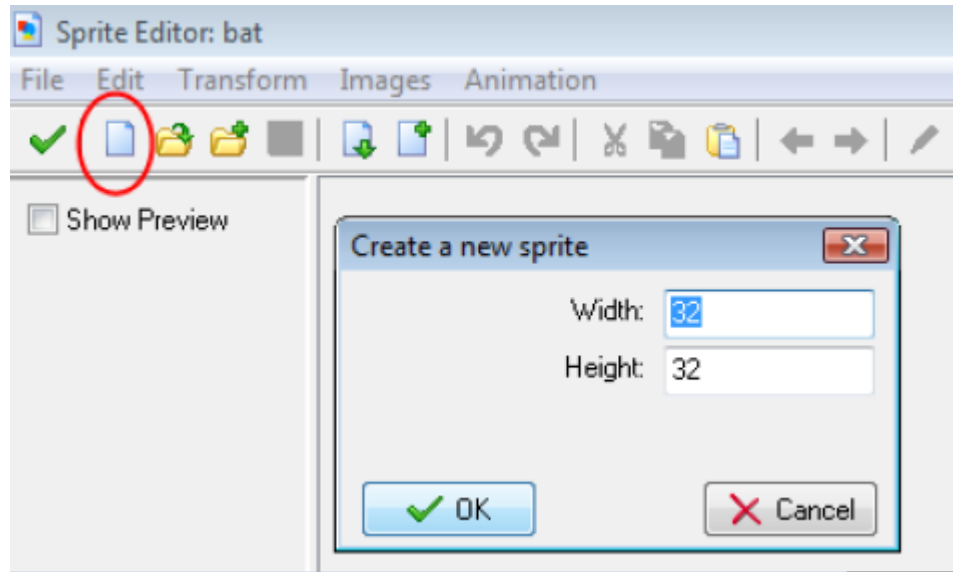 Sprite Editor: bat
File Edit Transform Images Animation
Show Preview
Create a new sprite
Width: 32
Height: 32
OK Cancel